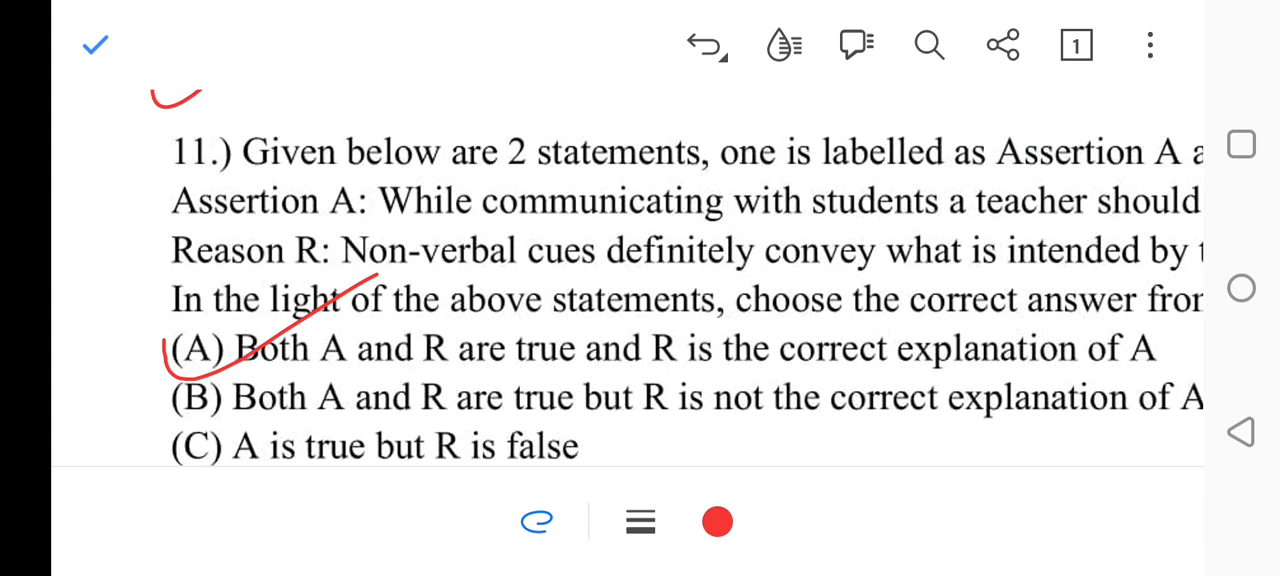 1
11.) Given below are 2 statements, one is labelled as Assertion A
Assertion A: While communicating with students a teacher should
Reason R: Non-verbal cues definitely convey what is intended by
In the light of the above statements, choose the correct answer
(A) Both A and R are true and R is the correct explanation of A
(B) Both A and R are true but R is not the correct explanation of A
(C) A is true but R is false